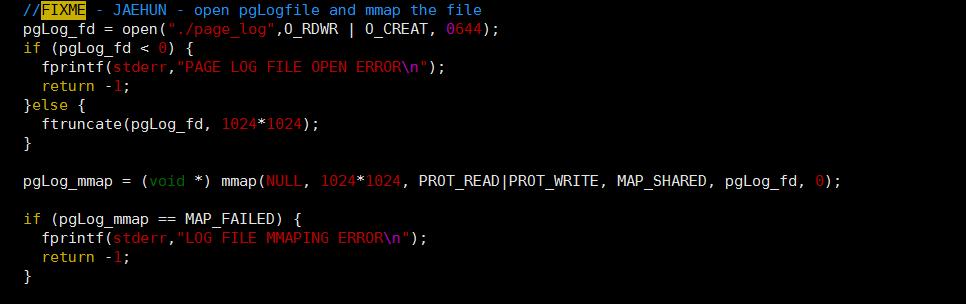 //FIXME - JAEHUN - open pgLogfile and mmap the file
pgLog_fd = open("./page_log",O_RDWR | O_CREAT, 0644);
if (pgLog_fd < 0) {
  fprintf(stderr,"PAGE LOG FILE OPEN ERROR\n");
  return -1;
}else {
  ftruncate(pgLog_fd, 1024*1024);
}

pgLog_mmap = (void *) mmap(NULL, 1024*1024, PROT_READ|PROT_WRITE, MAP_SHARED, pgLog_fd, 0);

if (pgLog_mmap == MAP_FAILED) {
  fprintf(stderr,"LOG FILE MMAPING ERROR\n");
  return -1;
}